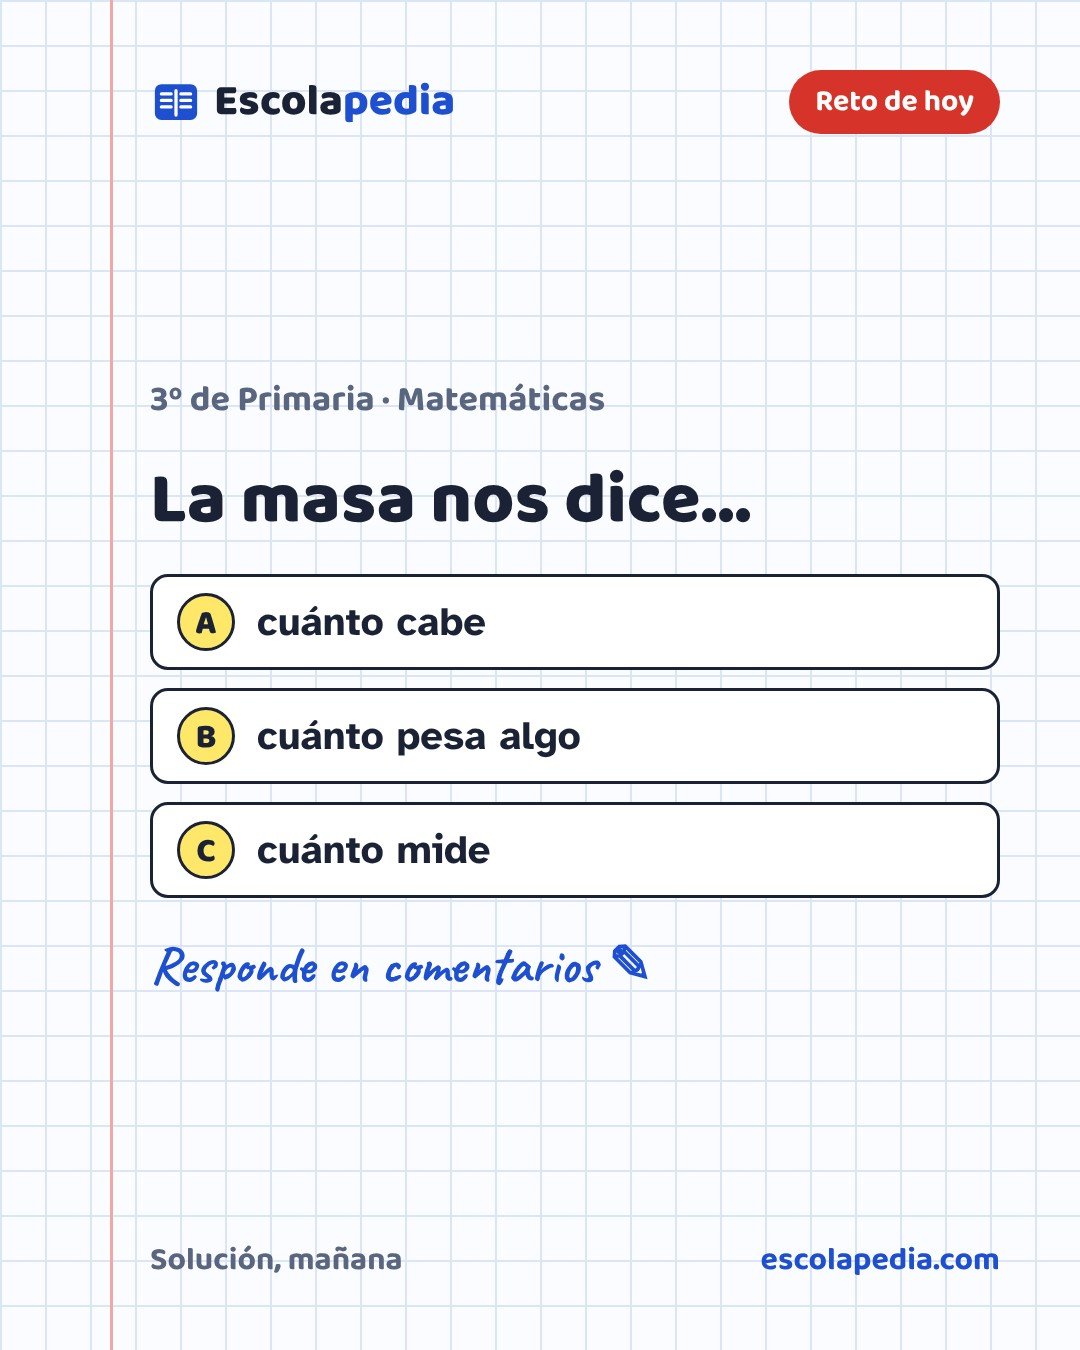 Escolapedia
Reto de hoy
3º de Primaria · Matemáticas
La masa nos dice...
A cuánto cabe
B cuánto pesa algo
C cuánto mide
Responde en comentarios ✎
Solución, mañana
escolapedia.com